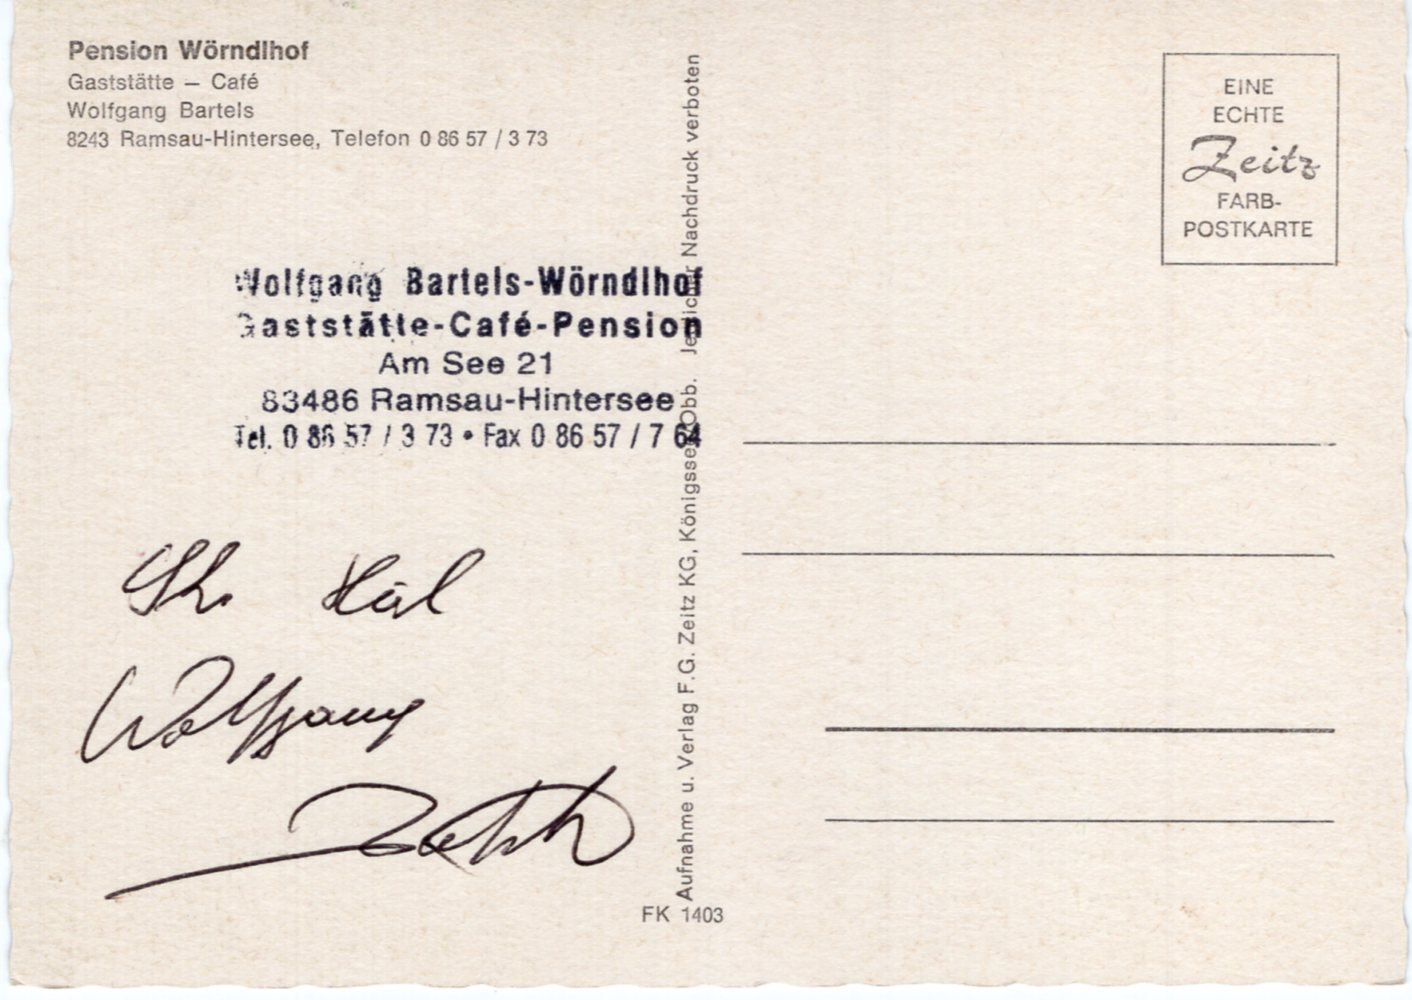 Pension Wörndlhof
Gaststätte – Café
Wolfgang Bartels
8243 Ramsau-Hintersee, Telefon 0 86 57 / 3 73
EINE
ECHTE
Zeitz
FARB-
POSTKARTE
Wolfgang Bartels-Wörndlhof
Gaststätte-Café-Pension
Am See 21
83486 Ramsau-Hintersee
Tel. 0 86 57 / 3 73 • Fax 0 86 57 / 7 64
Aufnahme u. Verlag F.G. Zeitz KG, Königssee/Obb. Jeglicher Nachdruck verboten
Wolfgang
FK 1403